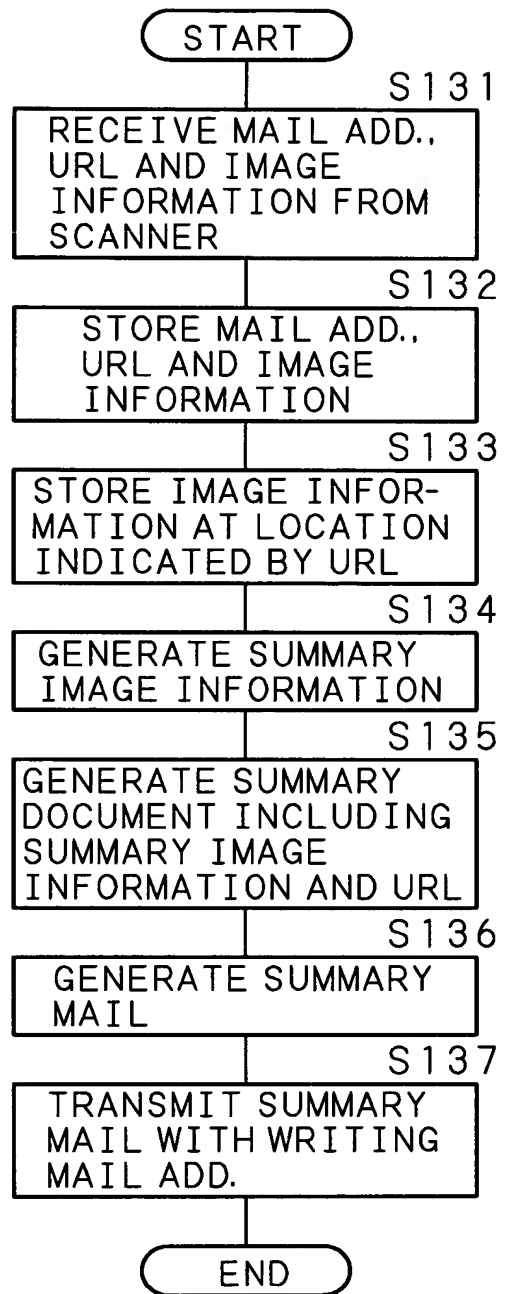 START
S131
RECEIVE MAIL ADD.,
URL AND IMAGE
INFORMATION FROM
SCANNER
S132
STORE MAIL ADD.,
URL AND IMAGE
INFORMATION
S133
STORE IMAGE INFOR-
MATION AT LOCATION
INDICATED BY URL
S134
GENERATE SUMMARY
IMAGE INFORMATION
S135
GENERATE SUMMARY
DOCUMENT INCLUDING
SUMMARY IMAGE
INFORMATION AND URL
S136
GENERATE SUMMARY
MAIL
S137
TRANSMIT SUMMARY
MAIL WITH WRITING
MAIL ADD.
END